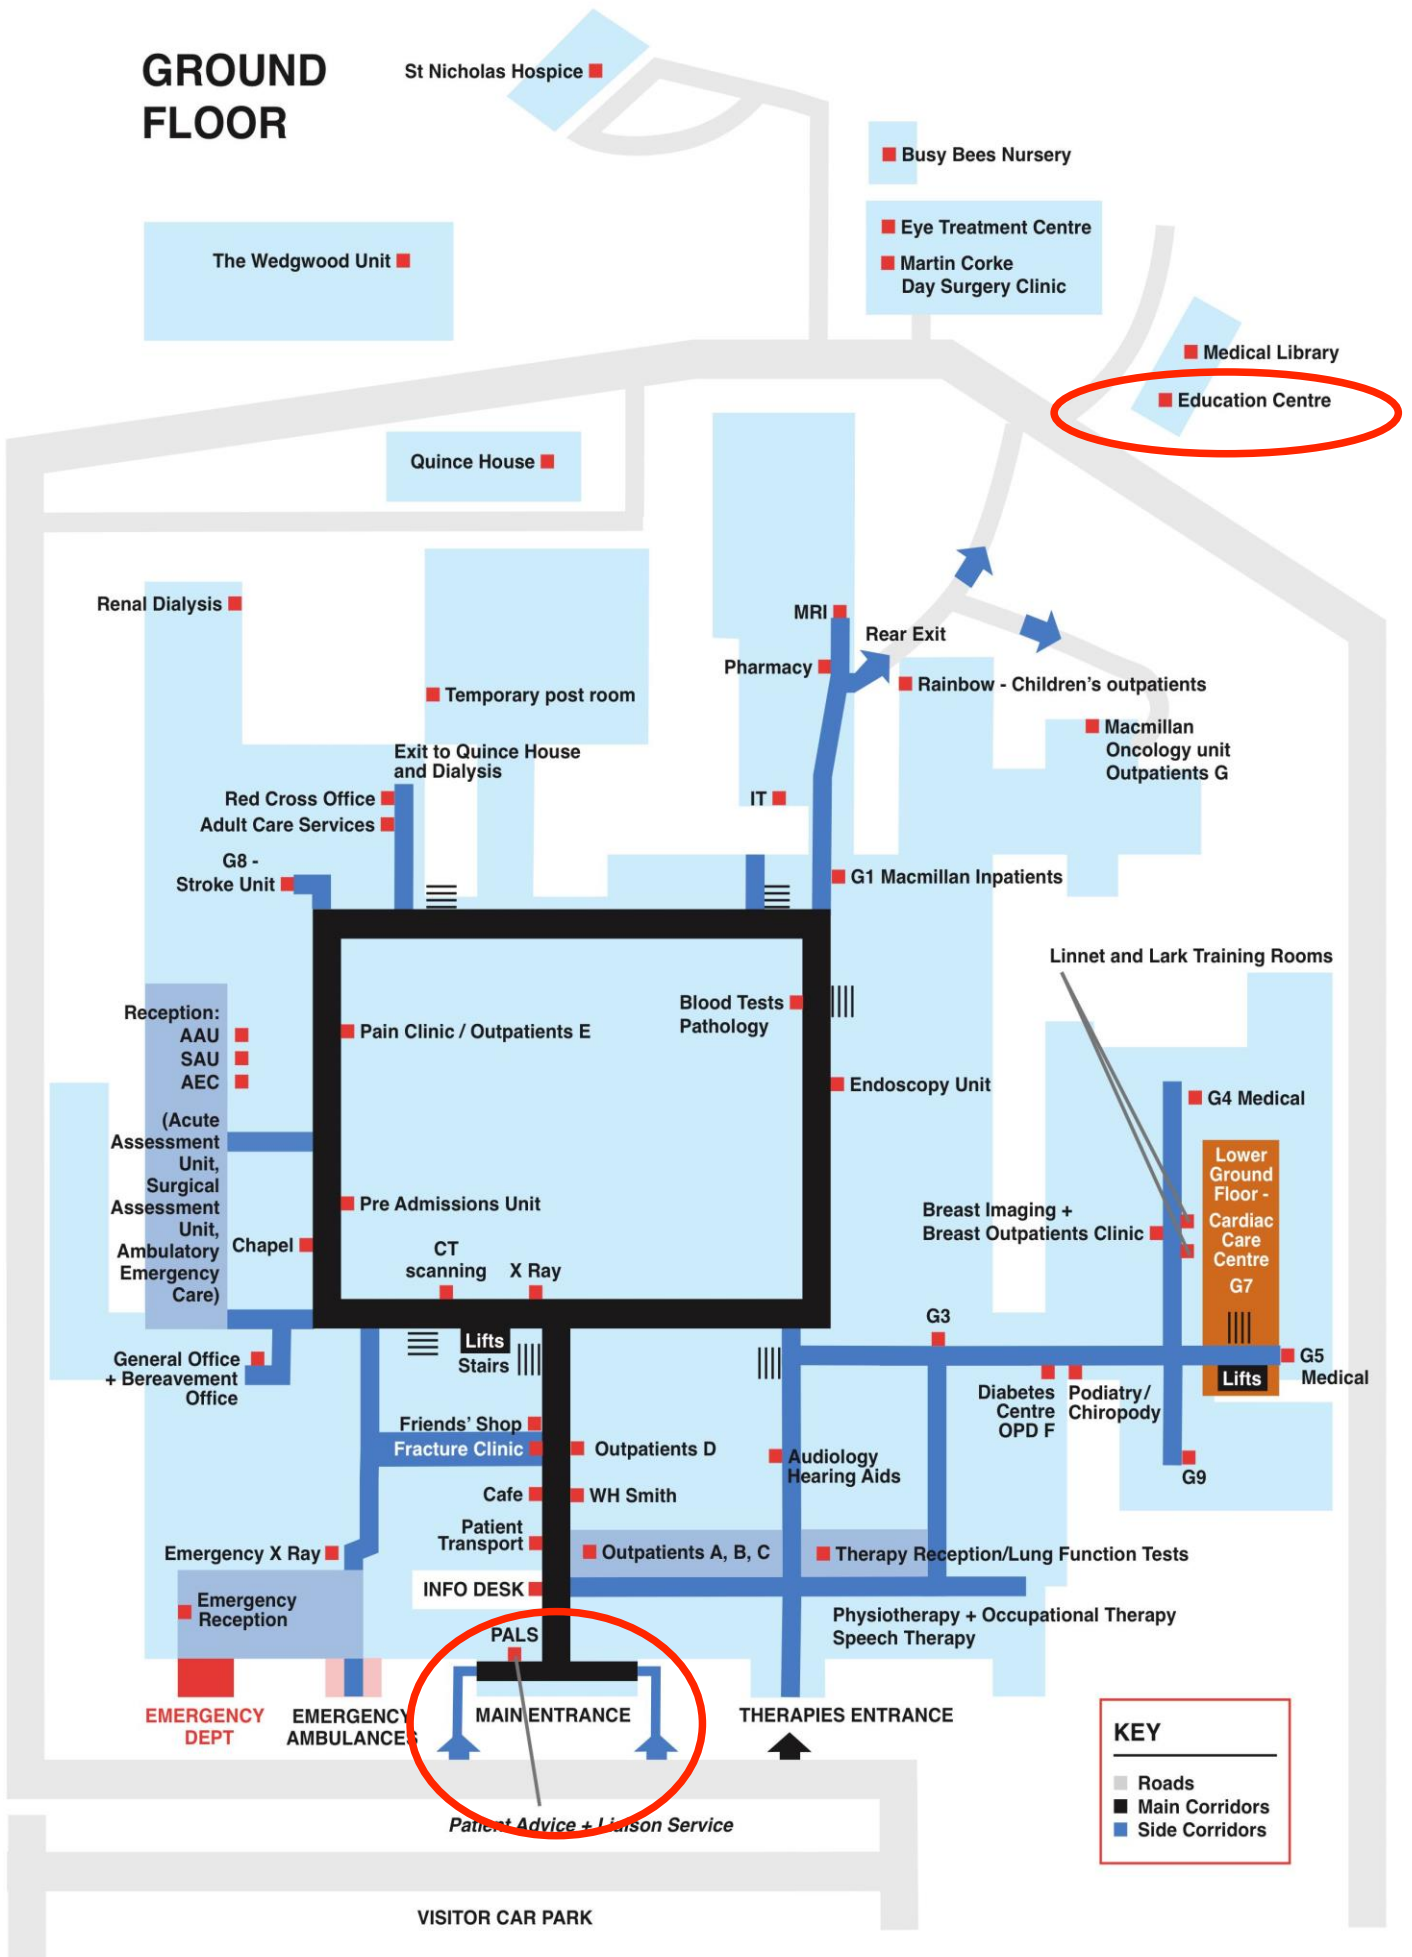 GROUND
FLOOR
St Nicholas Hospice
Busy Bees Nursery
Eye Treatment Centre
Martin Corke
Day Surgery Clinic
The Wedgwood Unit
Medical Library
Education Centre
Quince House
Renal Dialysis
MRI
Rear Exit
Pharmacy
Rainbow - Children's outpatients
Temporary post room
Macmillan
Oncology unit
Outpatients G
Exit to Quince House
and Dialysis
Red Cross Office
IT
Adult Care Services
G8 -
Stroke Unit
G1 Macmillan Inpatients
Linnet and Lark Training Rooms
Reception:
AAU
SAU
AEC
(Acute
Assessment
Unit,
Surgical
Assessment
Unit,
Ambulatory
Emergency
Care)
Pain Clinic / Outpatients E
Blood Tests
Pathology
Endoscopy Unit
G4 Medical
Lower
Ground
Floor -
Cardiac
Care
Centre
G7
Pre Admissions Unit
Breast Imaging +
Breast Outpatients Clinic
Chapel
CT
scanning
X Ray
G3
Lifts
Stairs
General Office
+ Bereavement
Office
G5
Medical
Lifts
Diabetes
Centre
OPD F
Podiatry/
Chiropody
Friends' Shop
Fracture Clinic
Outpatients D
Audiology
Hearing Aids
G9
Cafe
WH Smith
Patient
Transport
Emergency X Ray
Outpatients A, B, C
Therapy Reception/Lung Function Tests
INFO DESK
Emergency
Reception
Physiotherapy + Occupational Therapy
Speech Therapy
PALS
EMERGENCY
DEPT
EMERGENCY
AMBULANCES
MAIN ENTRANCE
THERAPIES ENTRANCE
KEY
Roads
Main Corridors
Side Corridors
Patient Advice + Liaison Service
VISITOR CAR PARK